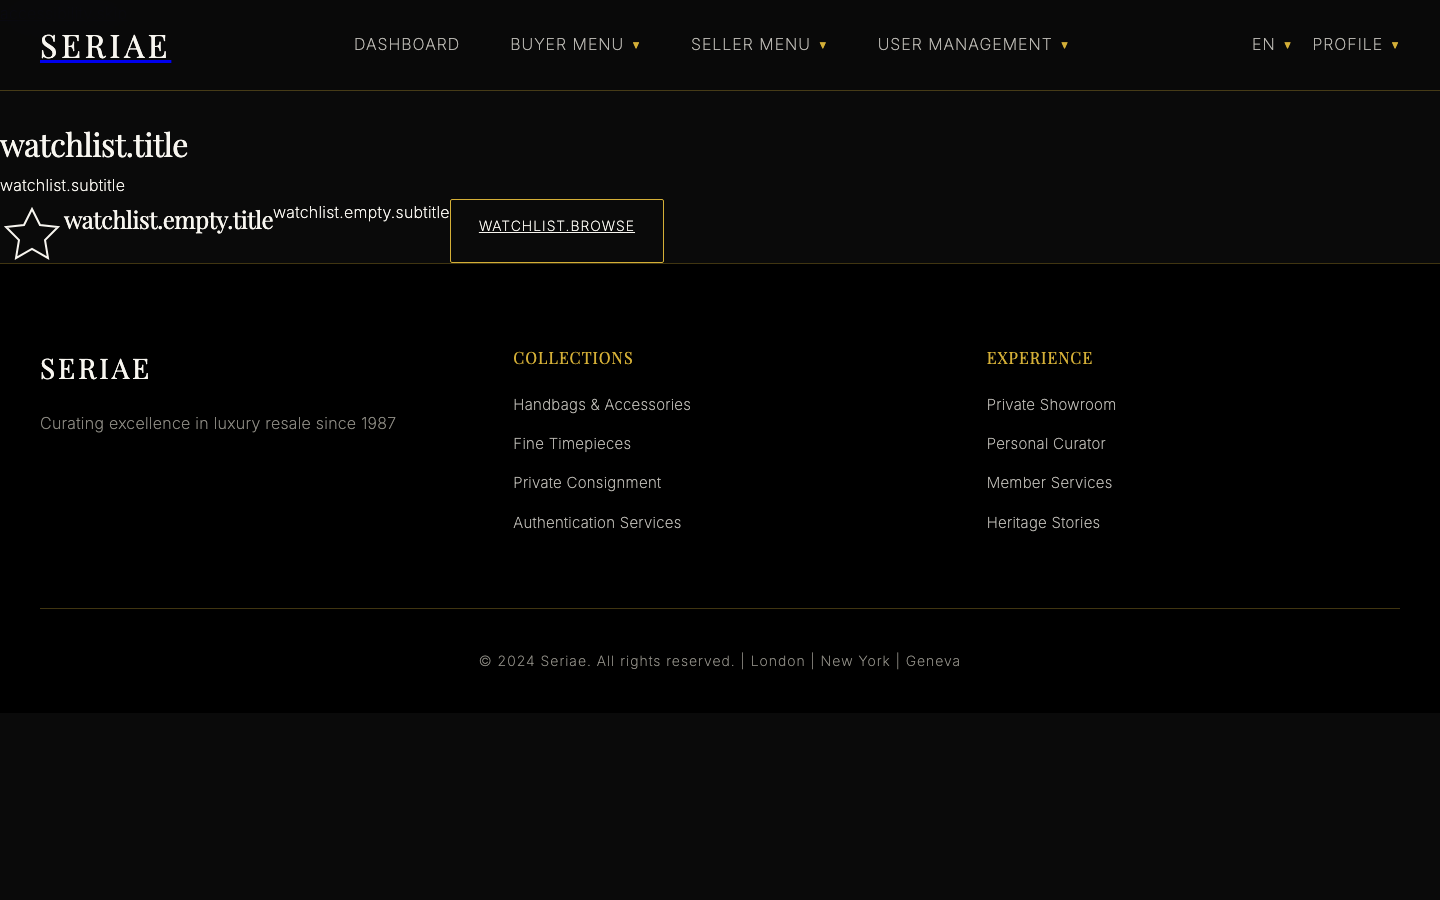 SERIAE
DASHBOARD BUYER MENU ▼ SELLER MENU ▼ USER MANAGEMENT ▼ EN ▼ PROFILE ▼
watchlist.title
watchlist.subtitle
watchlist.empty.title watchlist.empty.subtitle WATCHLIST.BROWSE
SERIAE
Curating excellence in luxury resale since 1987
COLLECTIONS
Handbags & Accessories
Fine Timepieces
Private Consignment
Authentication Services
EXPERIENCE
Private Showroom
Personal Curator
Member Services
Heritage Stories
© 2024 Seriae. All rights reserved. | London | New York | Geneva